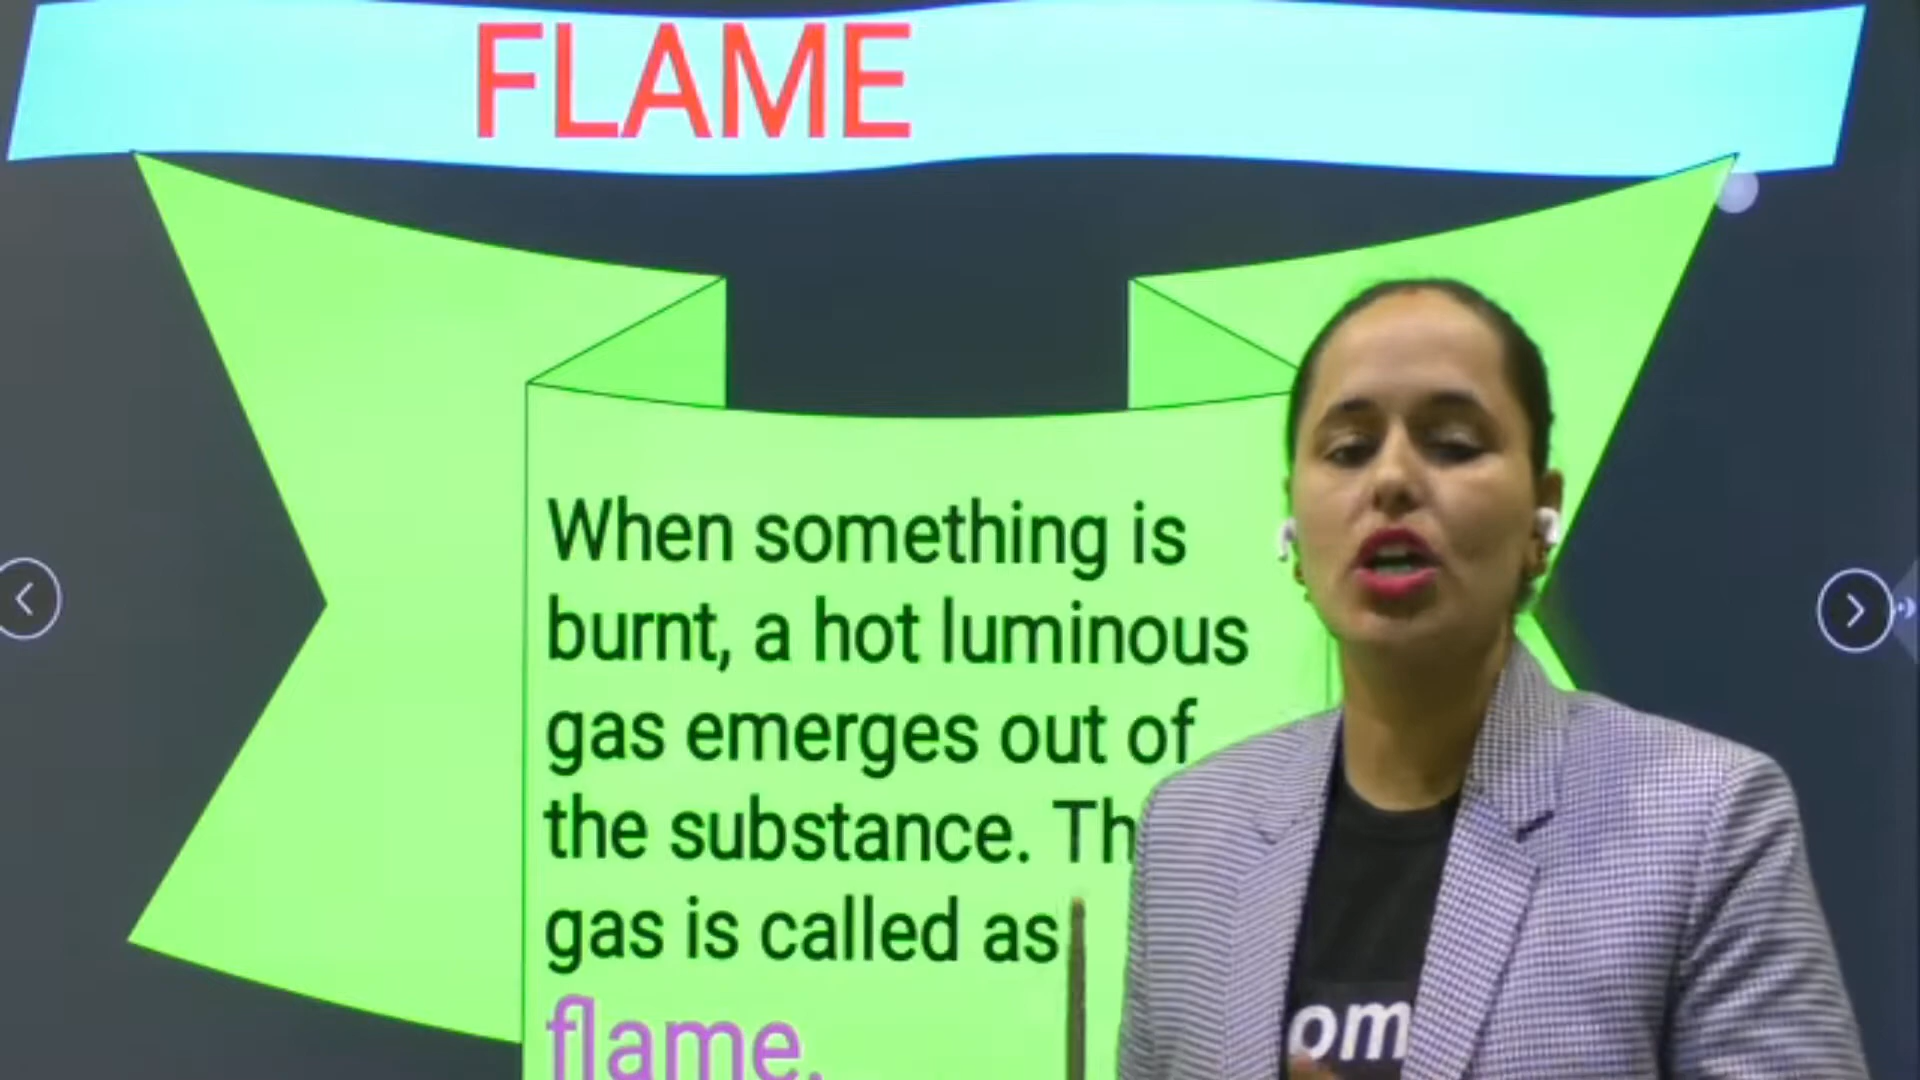 FLAME
When something is
burnt, a hot luminous
gas emerges out of
the substance.
gas is called as
flame.
om